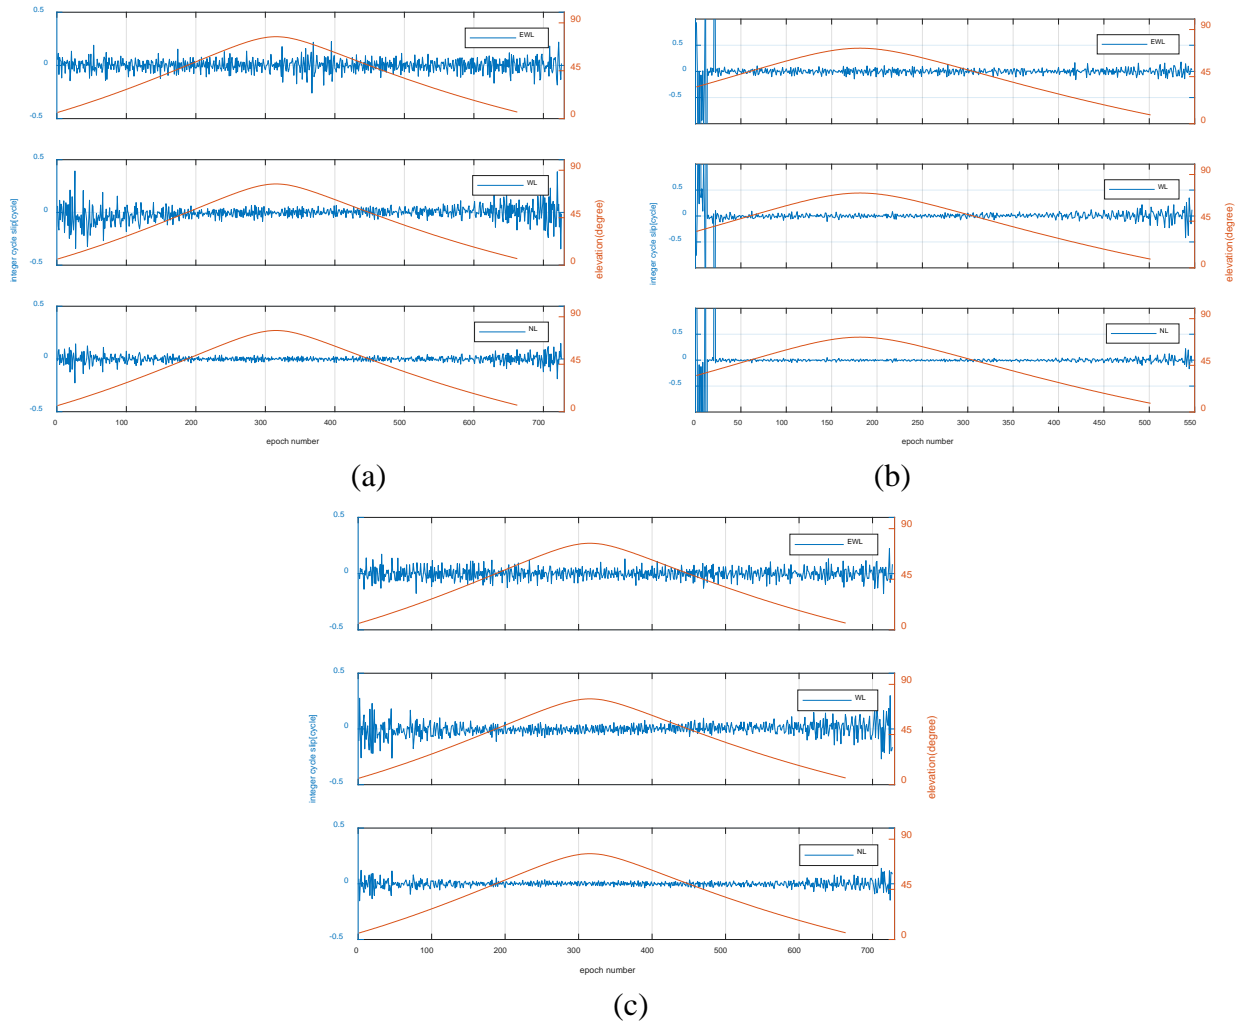 0.5
0
-0.5
EWL
90
45
0
0.5
0
-0.5
WL
90
45
0
integer cycle slip[cycle]
elevation(degree)
0.5
0
-0.5
NL
90
45
0
0 100 200 300 400 500 600 700
epoch number
(a)
0.5
0
-0.5
EWL
90
45
0
0.5
0
-0.5
WL
90
45
0
integer cycle slip[cycle]
elevation(degree)
0.5
0
-0.5
NL
90
45
0
0 50 100 150 200 250 300 350 400 450 500 550
epoch number
(b)
0.5
0
-0.5
EWL
90
45
0
0.5
0
-0.5
WL
90
45
0
integer cycle slip[cycle]
elevation(degree)
0.5
0
-0.5
NL
90
45
0
0 100 200 300 400 500 600 700
epoch number
(c)